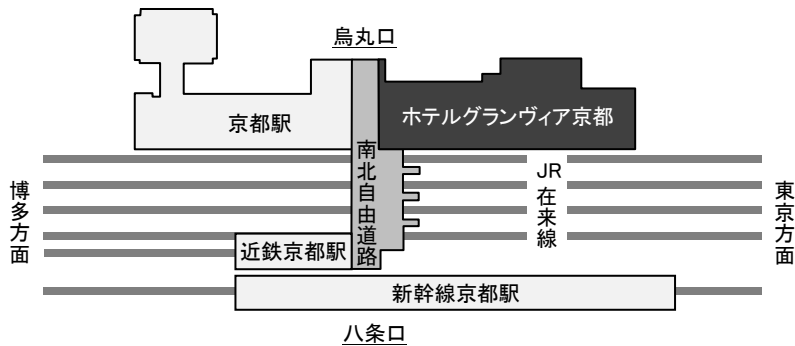 烏丸口
京都駅
ホテルグランヴィア京都
南北自由道路
JR在来線
博多方面
東京方面
近鉄京都駅
新幹線京都駅
八条口